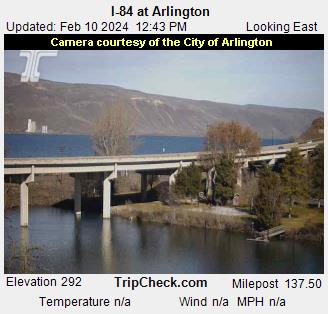 I-84 at Arlington
Updated: Feb 10 2024 12:43 PM Looking East
Camera courtesy of the City of Arlington
Elevation 292 TripCheck.com Milepost 137.50
Temperature n/a Wind n/a MPH n/a